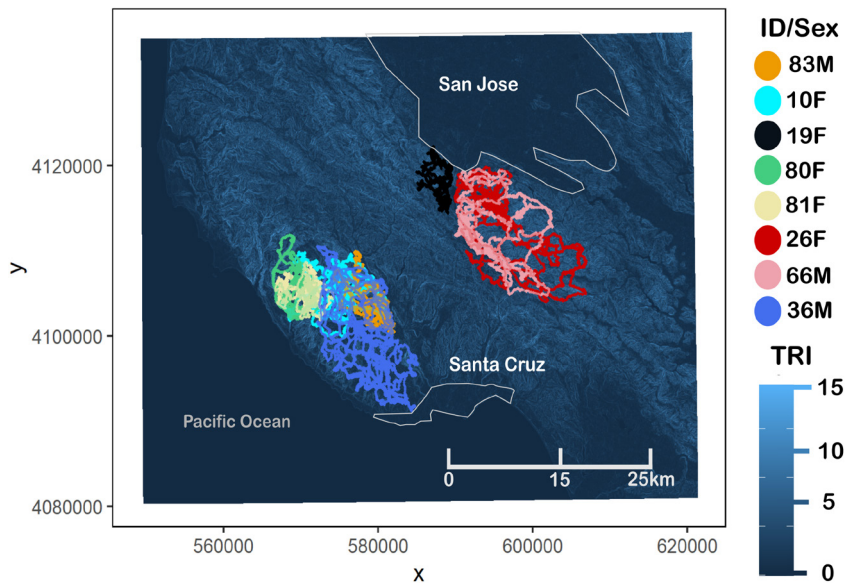 ID/Sex
83M
10F
19F
80F
81F
26F
66M
36M
TRI
15
10
5
0
San Jose
Santa Cruz
Pacific Ocean
0 15 25km
y
4120000
4100000
4080000
560000 580000 600000 620000
x